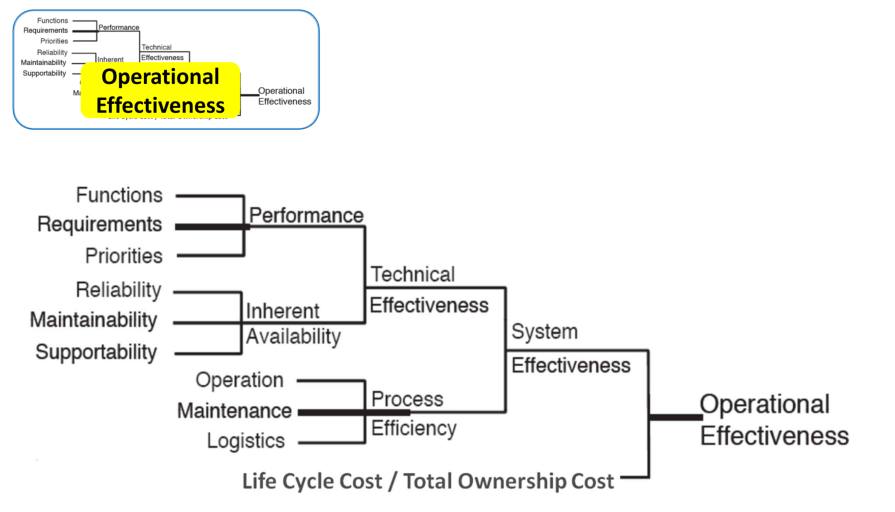 Functions
Requirements
Performance
Priorities
Reliability
Technical
Maintainability
Inherent
Effectiveness
Supportability
Operational
Effectiveness
Operational
Effectiveness
Functions
Requirements
Performance
Priorities
Reliability
Technical
Effectiveness
Maintainability
Inherent
Availability
Supportability
System
Effectiveness
Operation
Maintenance
Process
Efficiency
Logistics
Operational
Effectiveness
Life Cycle Cost / Total Ownership Cost